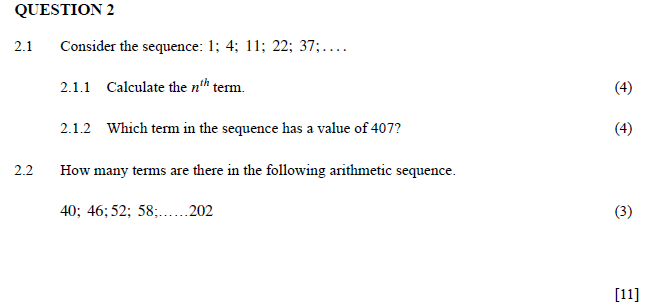 QUESTION 2
2.1 Consider the sequence: 1; 4; 11; 22; 37;....
2.1.1 Calculate the nth term. (4)
2.1.2 Which term in the sequence has a value of 407? (4)
2.2 How many terms are there in the following arithmetic sequence.
40; 46; 52; 58;......202 (3)
[11]